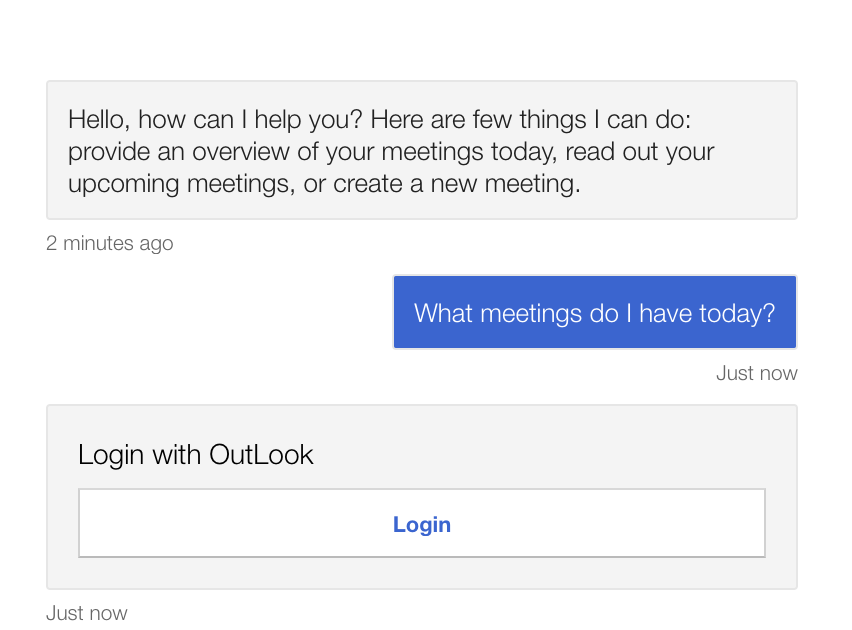 Hello, how can I help you? Here are few things I can do:
provide an overview of your meetings today, read out your
upcoming meetings, or create a new meeting.
2 minutes ago
What meetings do I have today?
Just now
Login with OutLook
Login
Just now